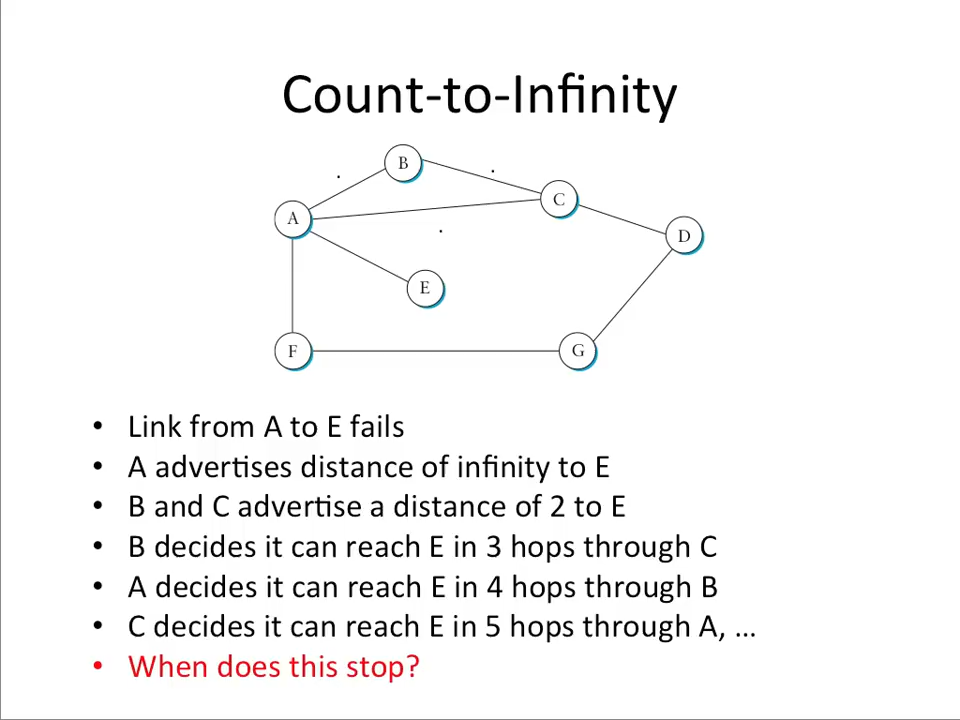 Count-to-Infinity
B
C
A
D
E
F
G
• Link from A to E fails
• A advertises distance of infinity to E
• B and C advertise a distance of 2 to E
• B decides it can reach E in 3 hops through C
• A decides it can reach E in 4 hops through B
• C decides it can reach E in 5 hops through A, ...
• When does this stop?